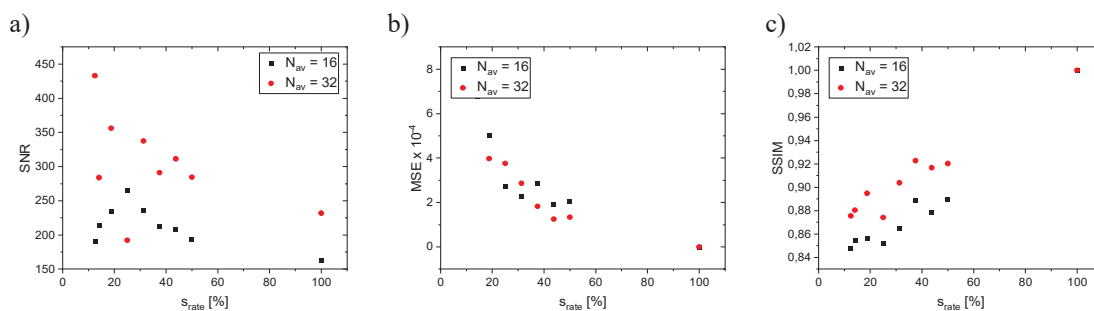 a)
450
400
350
300
250
200
150
SNR
0 20 40 60 80 100
s_rate [%]
N_av = 16
N_av = 32
b)
8
6
4
2
0
MSE x 10⁻⁴
0 20 40 60 80 100
s_rate [%]
N_av = 16
N_av = 32
c)
1,02
1,00
0,98
0,96
0,94
0,92
0,90
0,88
0,86
0,84
SSIM
0 20 40 60 80 100
s_rate [%]
N_av = 16
N_av = 32